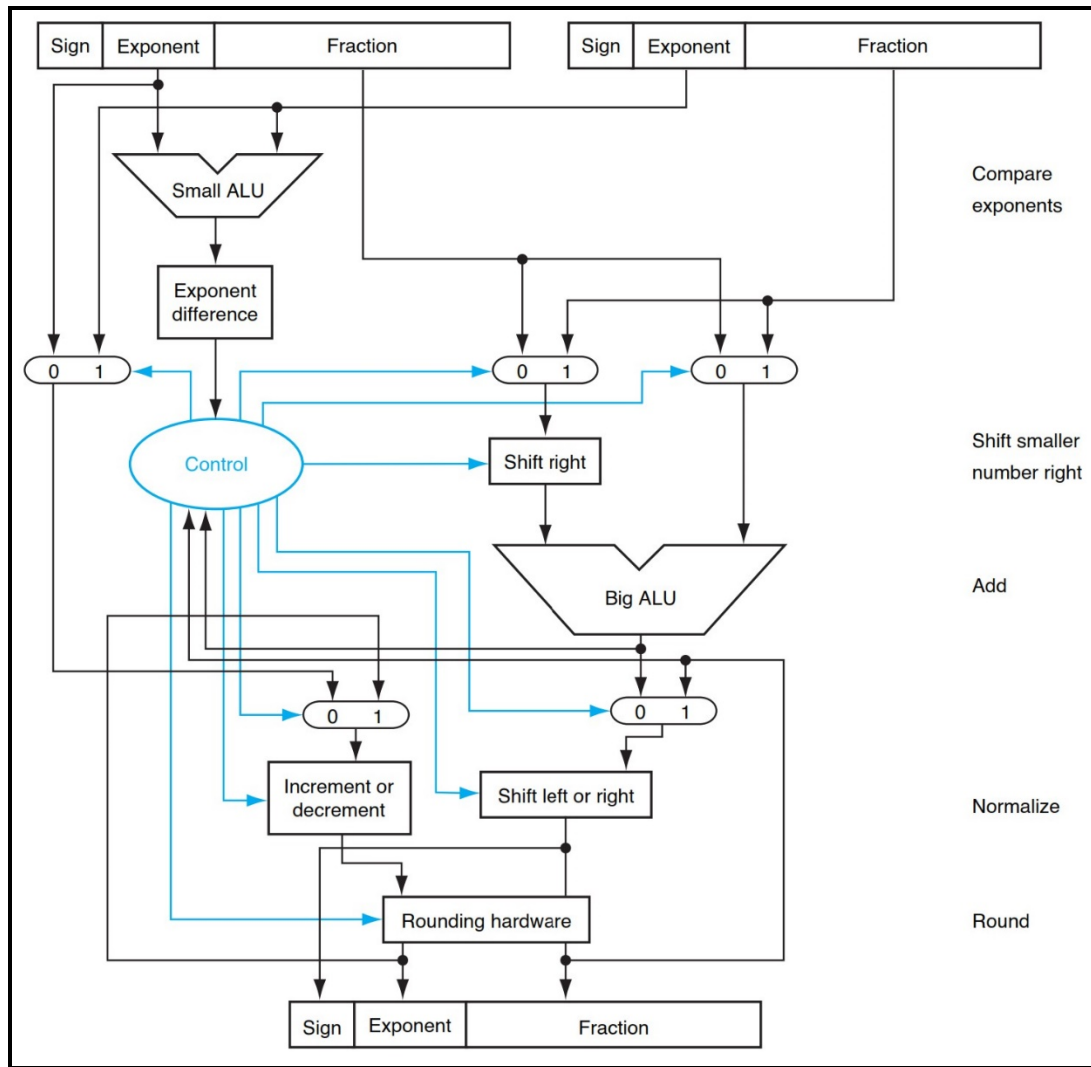 Sign Exponent Fraction Sign Exponent Fraction
Small ALU
Compare
exponents
Exponent
difference
0 1 0 1 0 1
Control
Shift right
Shift smaller
number right
Big ALU
Add
0 1 0 1
Increment or
decrement
Shift left or right
Normalize
Rounding hardware
Round
Sign Exponent Fraction